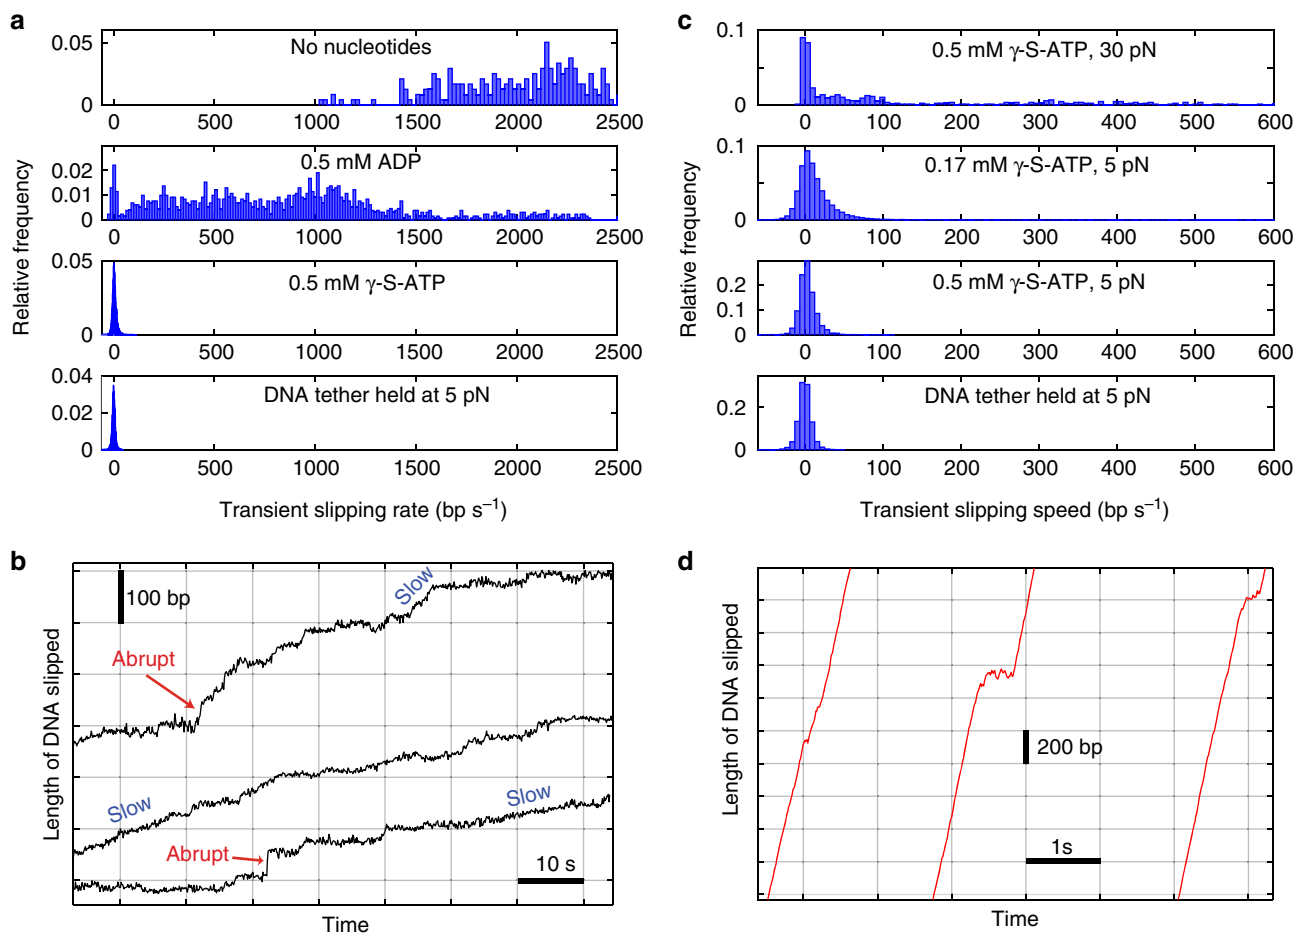 a
No nucleotides
0.05
0
0 500 1000 1500 2000 2500
0.5 mM ADP
0.02
0.01
0
0 500 1000 1500 2000 2500
0.5 mM γ-S-ATP
0.05
0
0 500 1000 1500 2000 2500
DNA tether held at 5 pN
0.04
0.02
0
0 500 1000 1500 2000 2500
Relative frequency
Transient slipping rate (bp s⁻¹)
c
0.5 mM γ-S-ATP, 30 pN
0.1
0
0 100 200 300 400 500 600
0.17 mM γ-S-ATP, 5 pN
0.1
0
0 100 200 300 400 500 600
0.5 mM γ-S-ATP, 5 pN
0.2
0.1
0
0 100 200 300 400 500 600
DNA tether held at 5 pN
0.2
0
0 100 200 300 400 500 600
Relative frequency
Transient slipping speed (bp s⁻¹)
b
100 bp
Slow
Abrupt
Slow
Slow
Abrupt
10 s
Length of DNA slipped
Time
d
200 bp
1s
Length of DNA slipped
Time